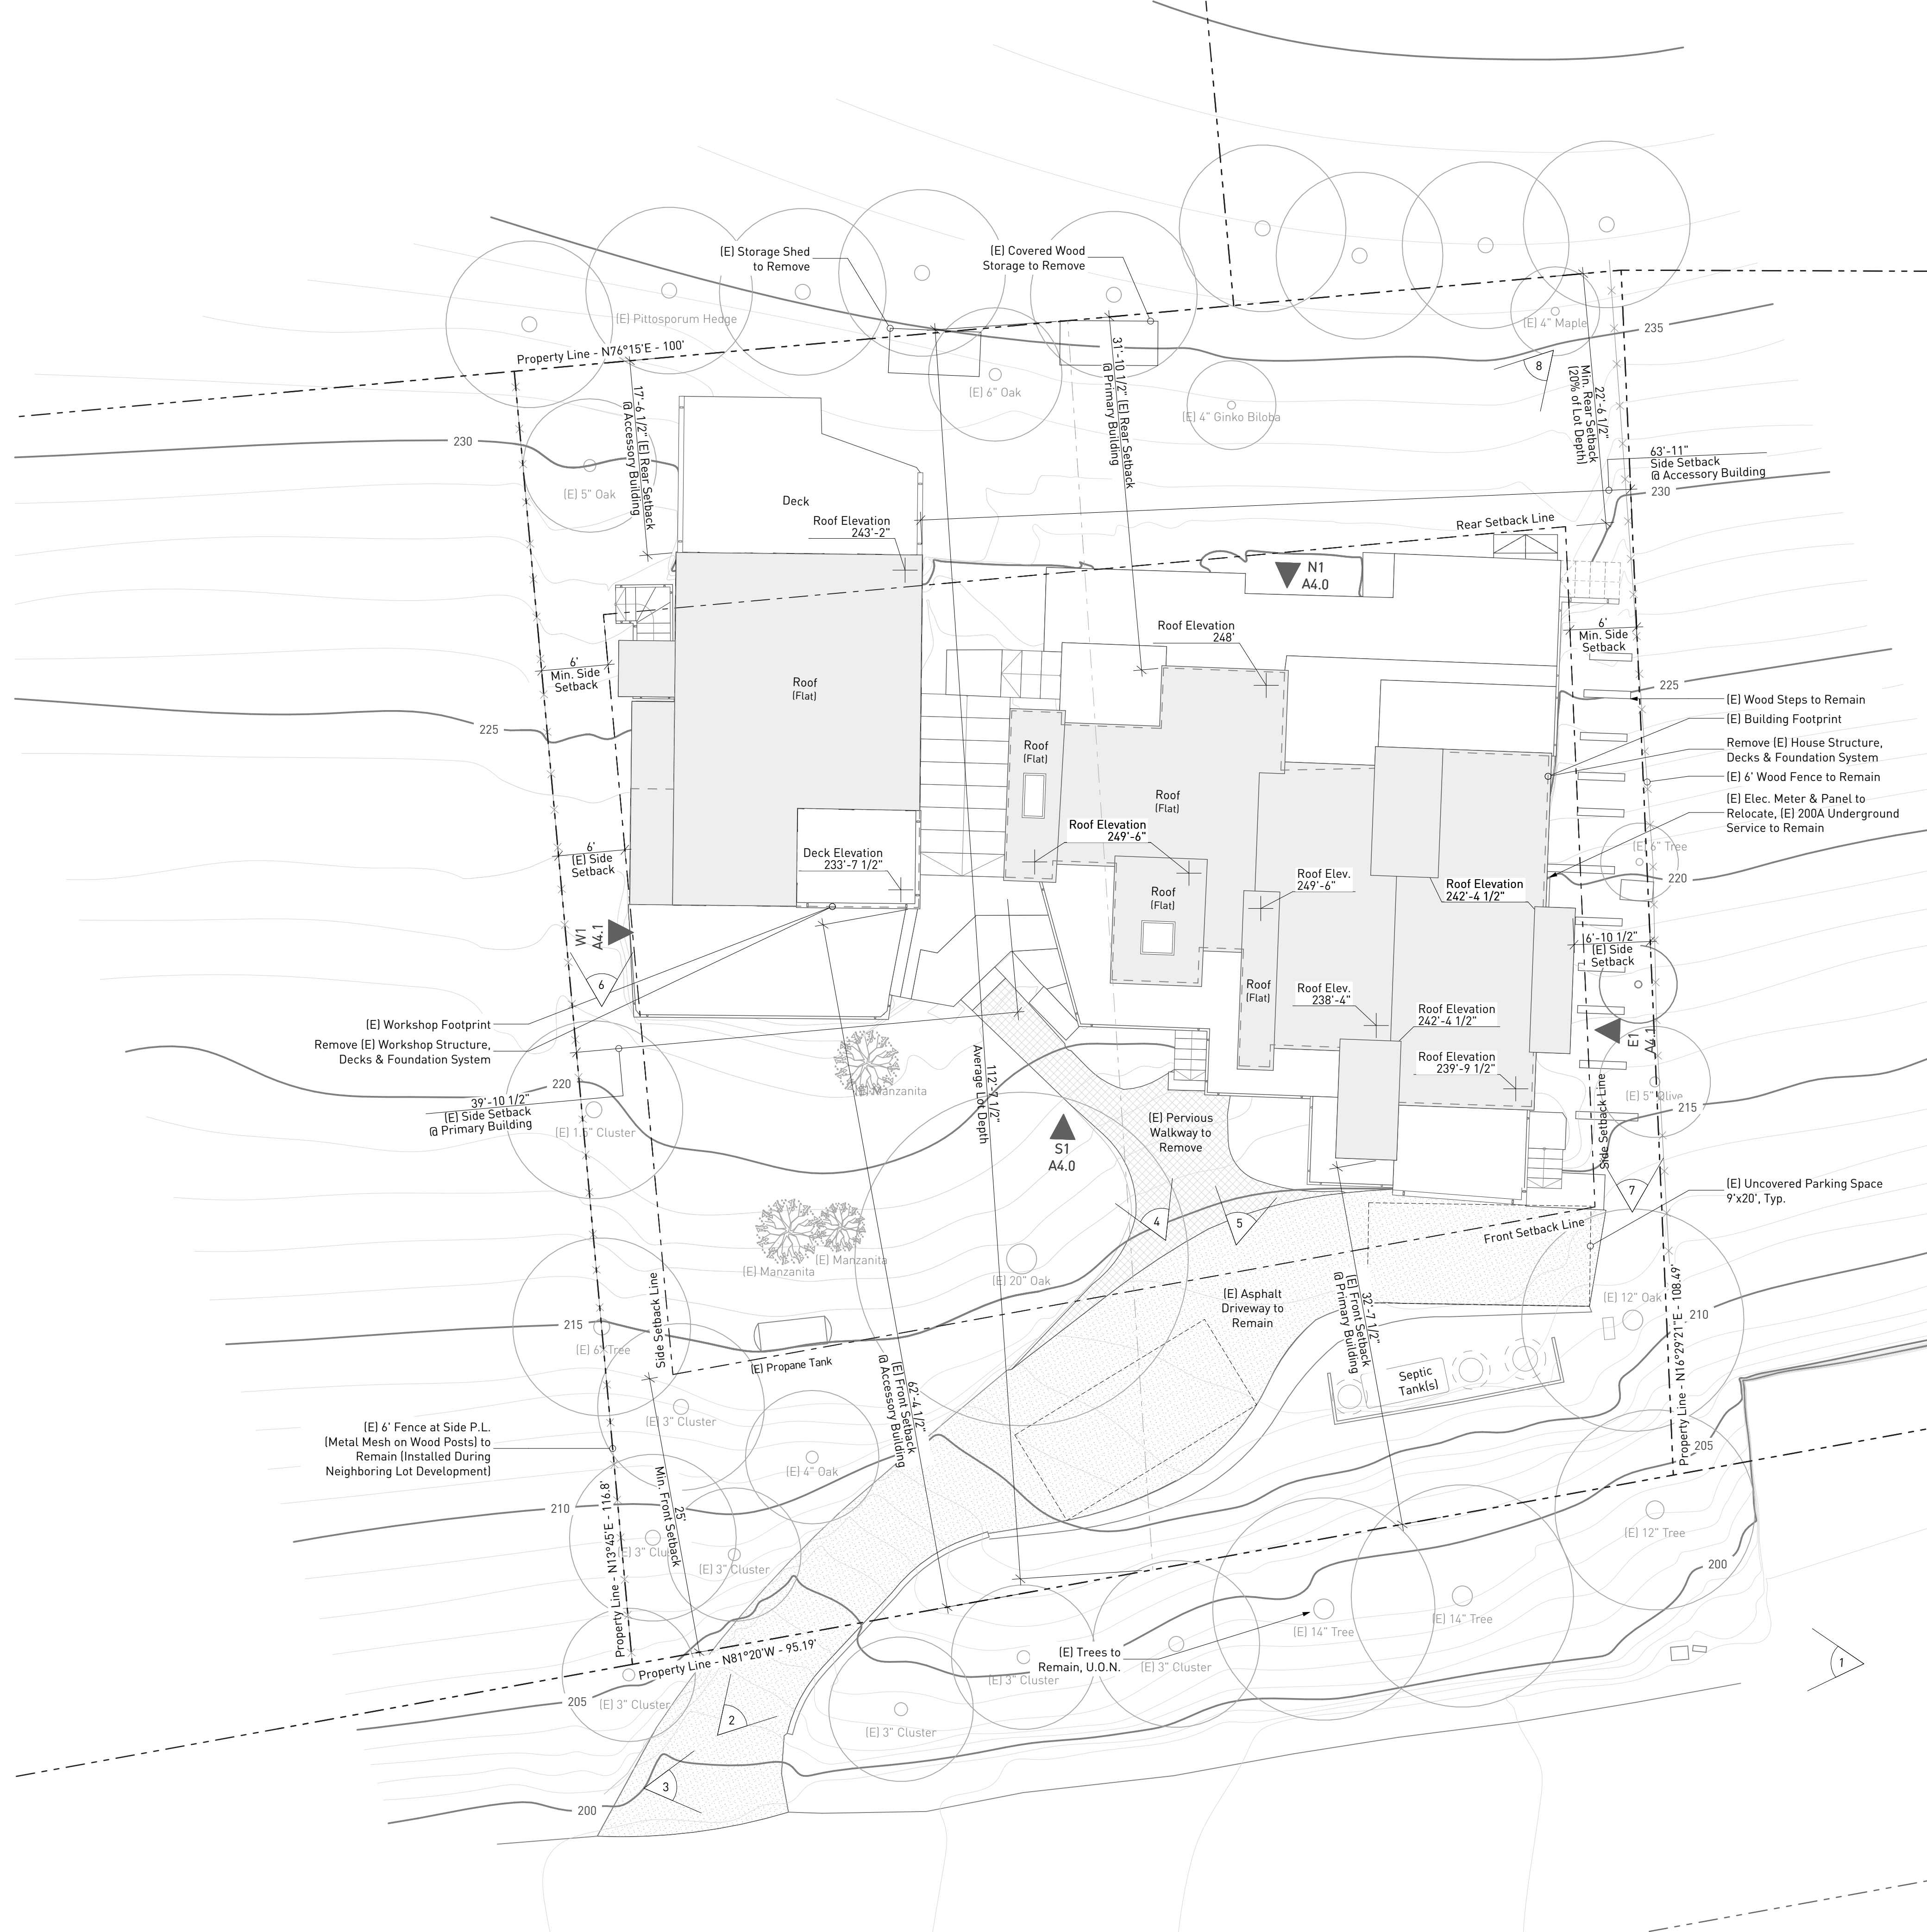 (E) Storage Shed
to Remove
(E) Covered Wood
Storage to Remove
(E) Pittosporum Hedge
(E) 4" Maple
235
Property Line - N76°15'E - 100'
(E) 6" Oak
(E) 4" Ginko Biloba
8
17'-6 1/2" (E) Rear Setback
@ Accessory Building
31'-10 1/2" (E) Rear Setback
@ Primary Building
22'-6 1/2"
Min. Rear Setback
(20% of Lot Depth)
230
(E) 5" Oak
63'-11"
Side Setback
@ Accessory Building
230
Deck
Roof Elevation
243'-2"
Rear Setback Line
N1
A4.0
Roof Elevation
248'
6'
Min. Side
Setback
6'
Min. Side
Setback
Roof
(Flat)
225
225
(E) Wood Steps to Remain
(E) Building Footprint
Remove (E) House Structure,
Decks & Foundation System
(E) 6' Wood Fence to Remain
(E) Elec. Meter & Panel to
Relocate, (E) 200A Underground
Service to Remain
Roof
(Flat)
Roof
(Flat)
Roof Elevation
249'-6"
Deck Elevation
233'-7 1/2"
6'
(E) Side
Setback
(E) 6" Tree
220
Roof
(Flat)
Roof Elev.
249'-6"
Roof Elevation
242'-4 1/2"
W1
A4.1
6
6'-10 1/2"
(E) Side
Setback
Roof
(Flat)
Roof Elev.
238'-4"
Roof Elevation
242'-4 1/2"
(E) Workshop Footprint
Remove (E) Workshop Structure,
Decks & Foundation System
E1
A4.1
Roof Elevation
239'-9 1/2"
220
39'-10 1/2"
(E) Side Setback
@ Primary Building
(E) 1.5" Cluster
(E) Manzanita
112'-7 1/2"
Average Lot Depth
(E) 5" Olive
215
Side Setback Line
(E) Pervious
Walkway to
Remove
S1
A4.0
4
5
7
(E) Uncovered Parking Space
9'x20', Typ.
Front Setback Line
(E) Manzanita
(E) Manzanita
(E) 20" Oak
(E) Asphalt
Driveway to
Remain
(E) 12" Oak
210
Property Line - N16°29'21"E - 108.49'
215
(E) 6" Tree
Side Setback Line
(E) Propane Tank
32'-7 1/2"
(E) Front Setback
@ Primary Building
Septic
Tank(s)
62'-4 1/2"
(E) Front Setback
@ Accessory Building
(E) 3" Cluster
(E) 6' Fence at Side P.L.
(Metal Mesh on Wood Posts) to
Remain (Installed During
Neighboring Lot Development)
(E) 4" Oak
205
210
25'
Min. Front Setback
Property Line - N13°45'E - 116.8'
(E) 3" Cluster
(E) 3" Cluster
(E) 12" Tree
200
(E) 14" Tree
(E) 14" Tree
(E) Trees to
Remain, U.O.N.
(E) 3" Cluster
(E) 3" Cluster
Property Line - N81°20'W - 95.19'
1
205
(E) 3" Cluster
2
(E) 3" Cluster
3
200